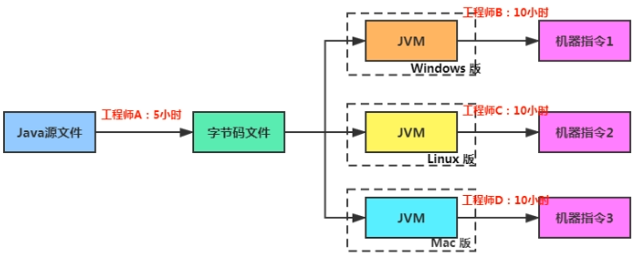 工程师B：10小时
JVM
机器指令1
Windows 版
工程师A：5小时
工程师C：10小时
Java源文件
字节码文件
JVM
机器指令2
Linux 版
工程师D：10小时
JVM
机器指令3
Mac 版